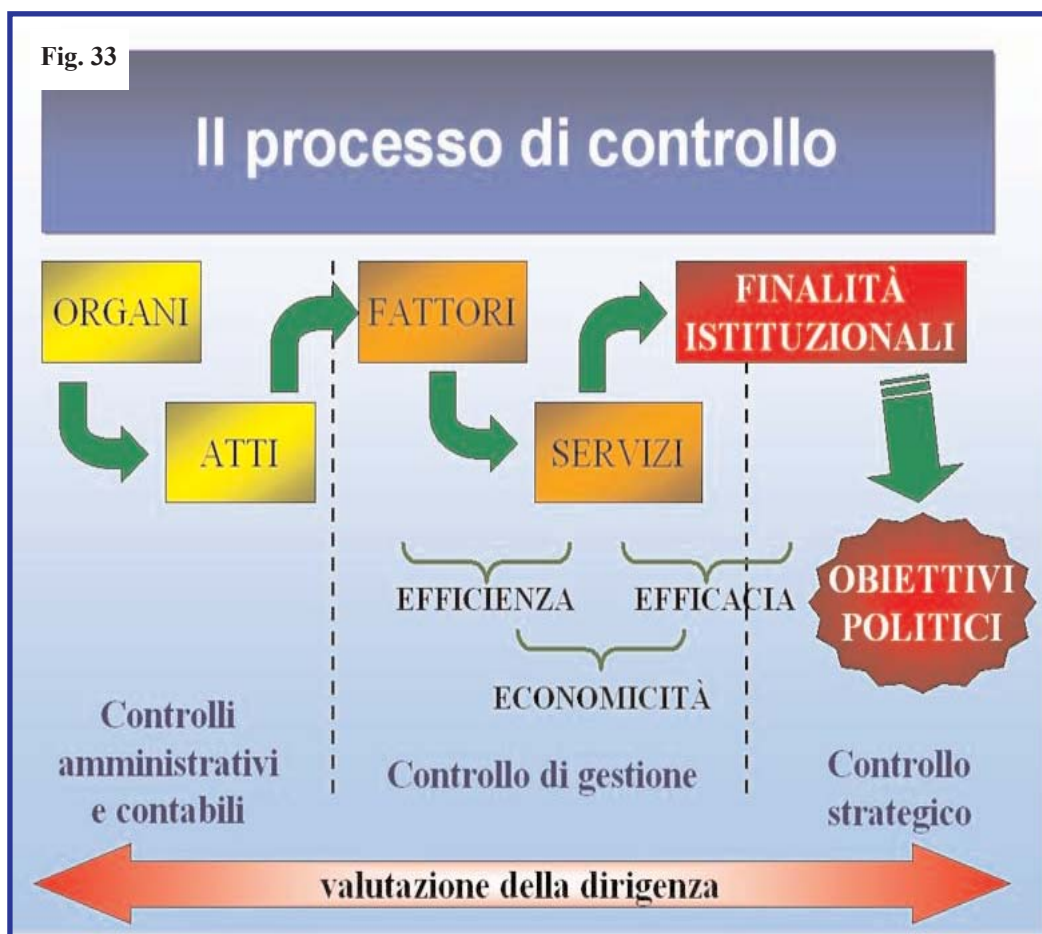 Fig. 33
Il processo di controllo
ORGANI
FATTORI
FINALITÀ
ISTITUZIONALI
ATTI
SERVIZI
EFFICIENZA
EFFICACIA
ECONOMICITÀ
OBIETTIVI
POLITICI
Controlli
amministrativi
e contabili
Controllo di gestione
Controllo
strategico
valutazione della dirigenza